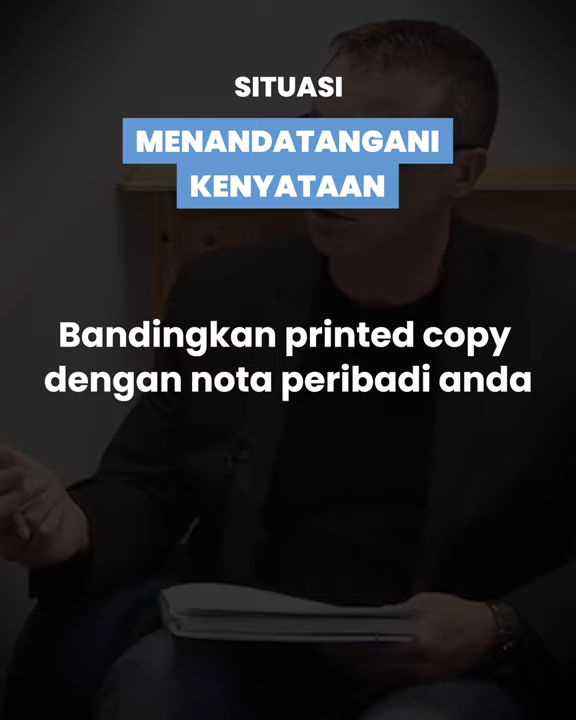 SITUASI
MENANDATANGANI
KENYATAAN
Bandingkan printed copy
dengan nota peribadi anda